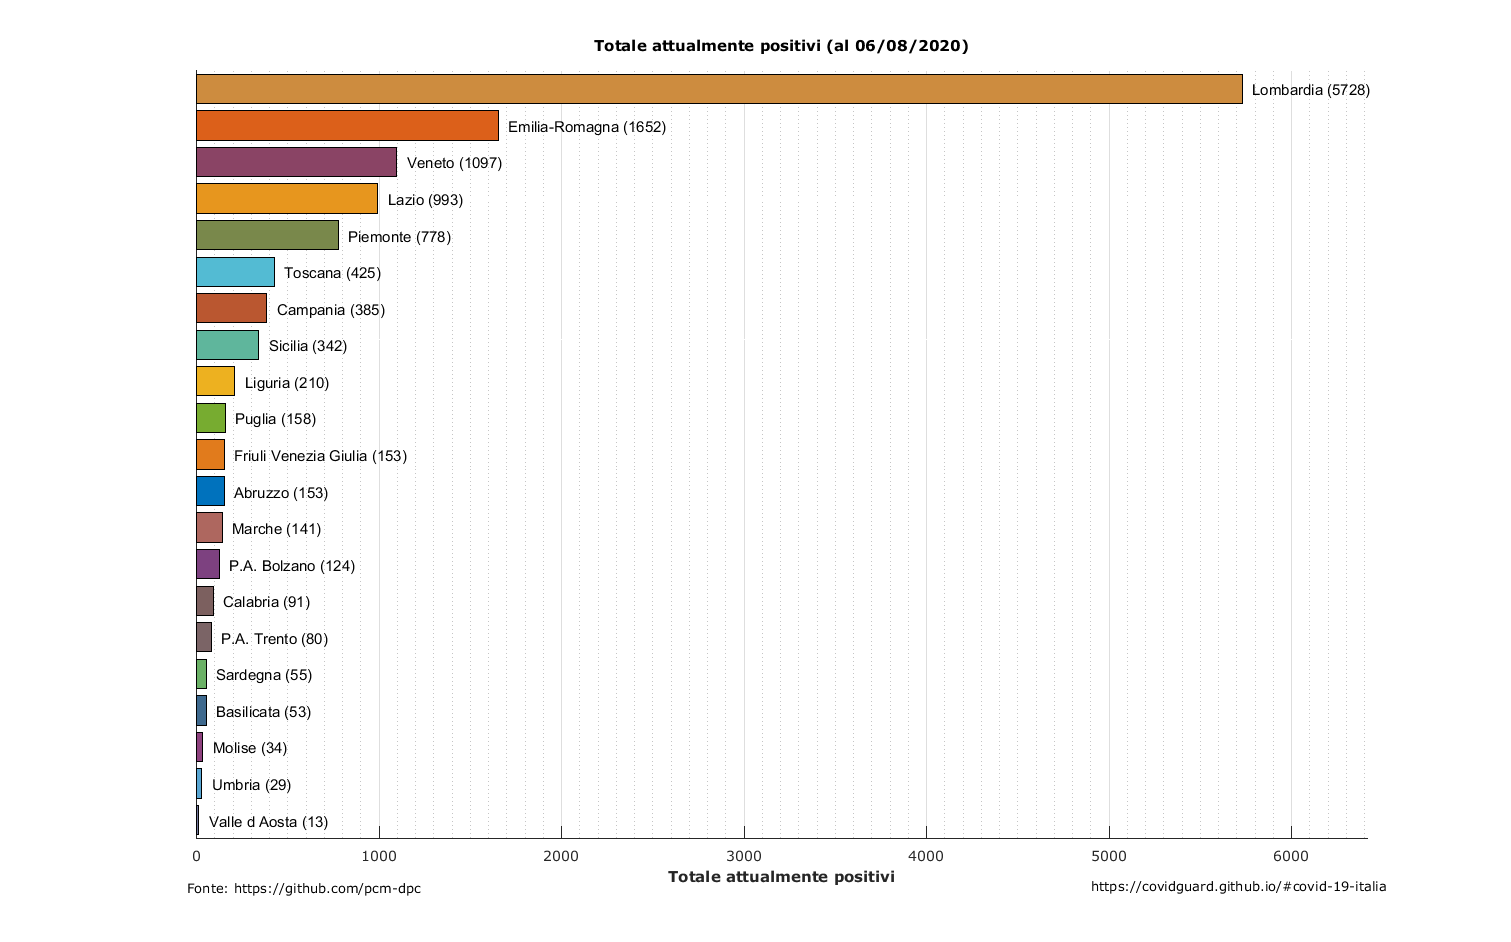 Totale attualmente positivi (al 06/08/2020)
Lombardia (5728)
Emilia-Romagna (1652)
Veneto (1097)
Lazio (993)
Piemonte (778)
Toscana (425)
Campania (385)
Sicilia (342)
Liguria (210)
Puglia (158)
Friuli Venezia Giulia (153)
Abruzzo (153)
Marche (141)
P.A. Bolzano (124)
Calabria (91)
P.A. Trento (80)
Sardegna (55)
Basilicata (53)
Molise (34)
Umbria (29)
Valle d Aosta (13)
0 1000 2000 3000 4000 5000 6000
Totale attualmente positivi
Fonte: https://github.com/pcm-dpc
https://covidguard.github.io/#covid-19-italia